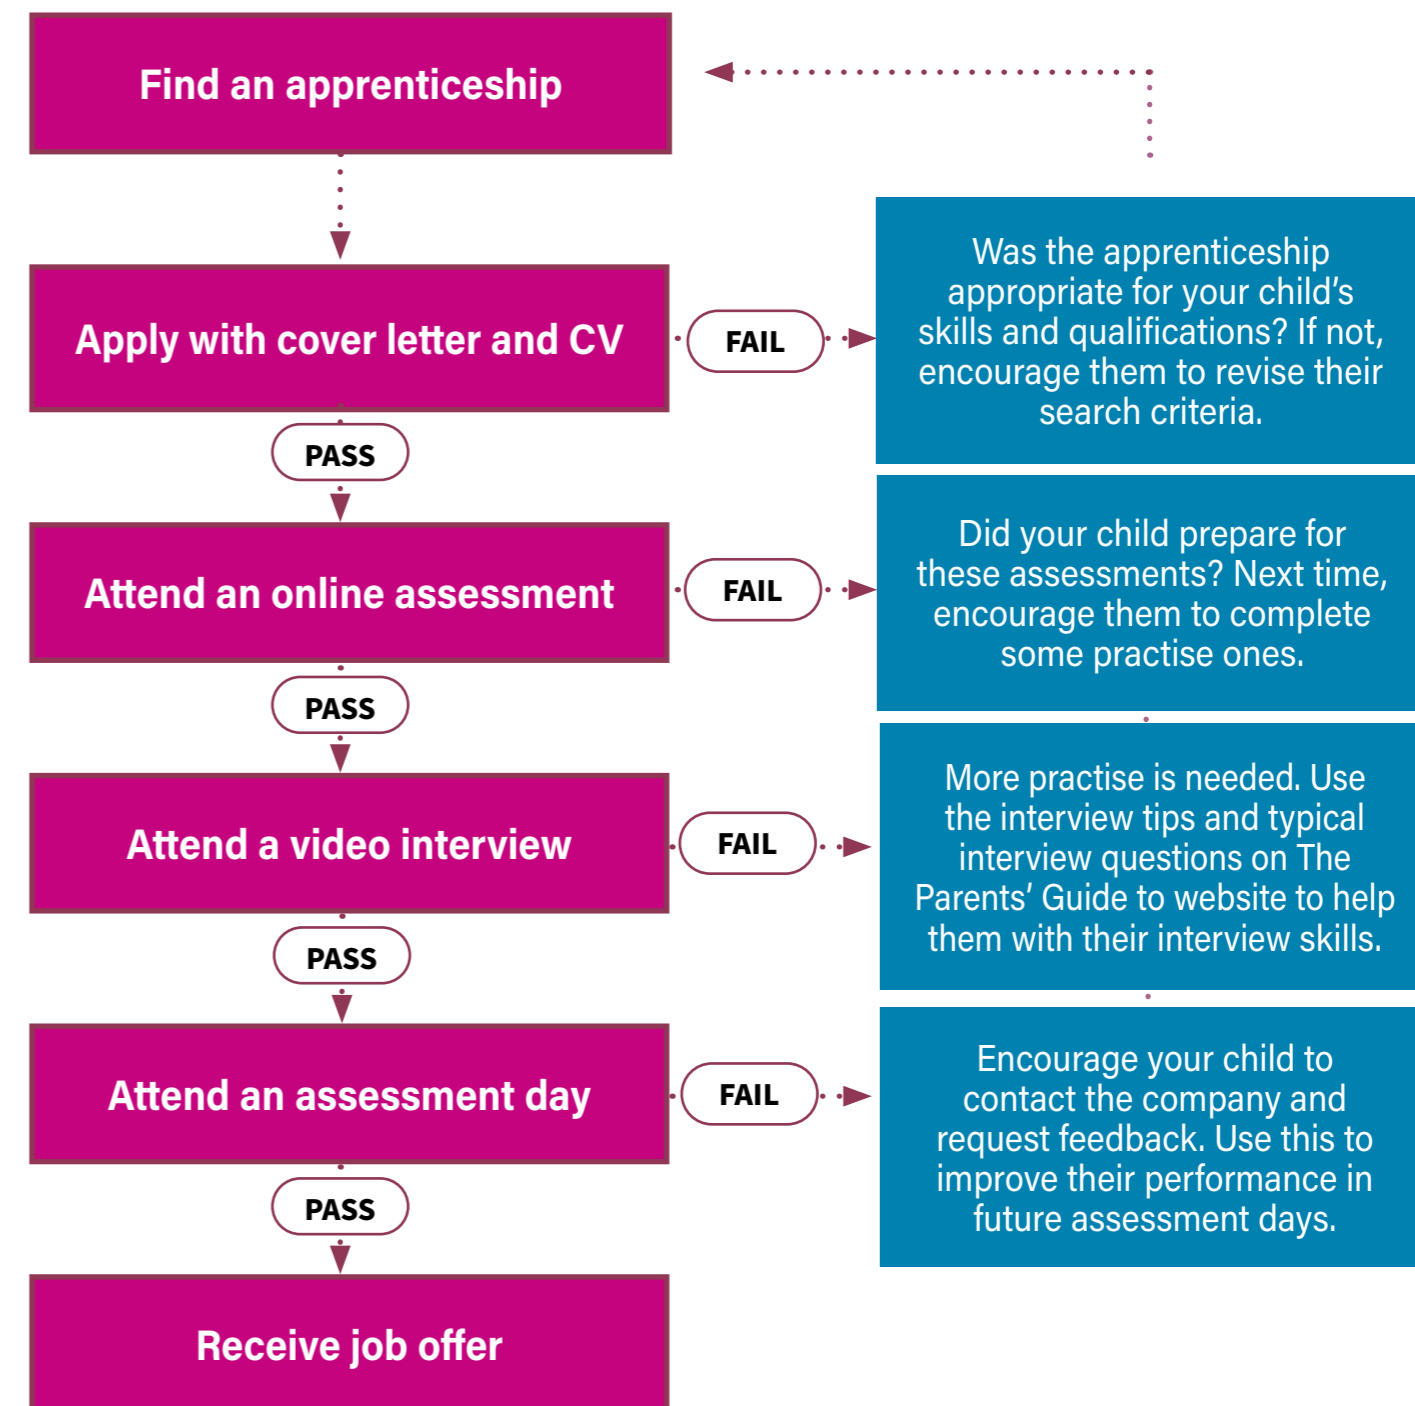 Find an apprenticeship
Apply with cover letter and CV
FAIL
Was the apprenticeship
appropriate for your child's
skills and qualifications? If not,
encourage them to revise their
search criteria.
PASS
Attend an online assessment
FAIL
Did your child prepare for
these assessments? Next time,
encourage them to complete
some practise ones.
PASS
Attend a video interview
FAIL
More practise is needed. Use
the interview tips and typical
interview questions on The
Parents' Guide to website to help
them with their interview skills.
PASS
Attend an assessment day
FAIL
Encourage your child to
contact the company and
request feedback. Use this to
improve their performance in
future assessment days.
PASS
Receive job offer